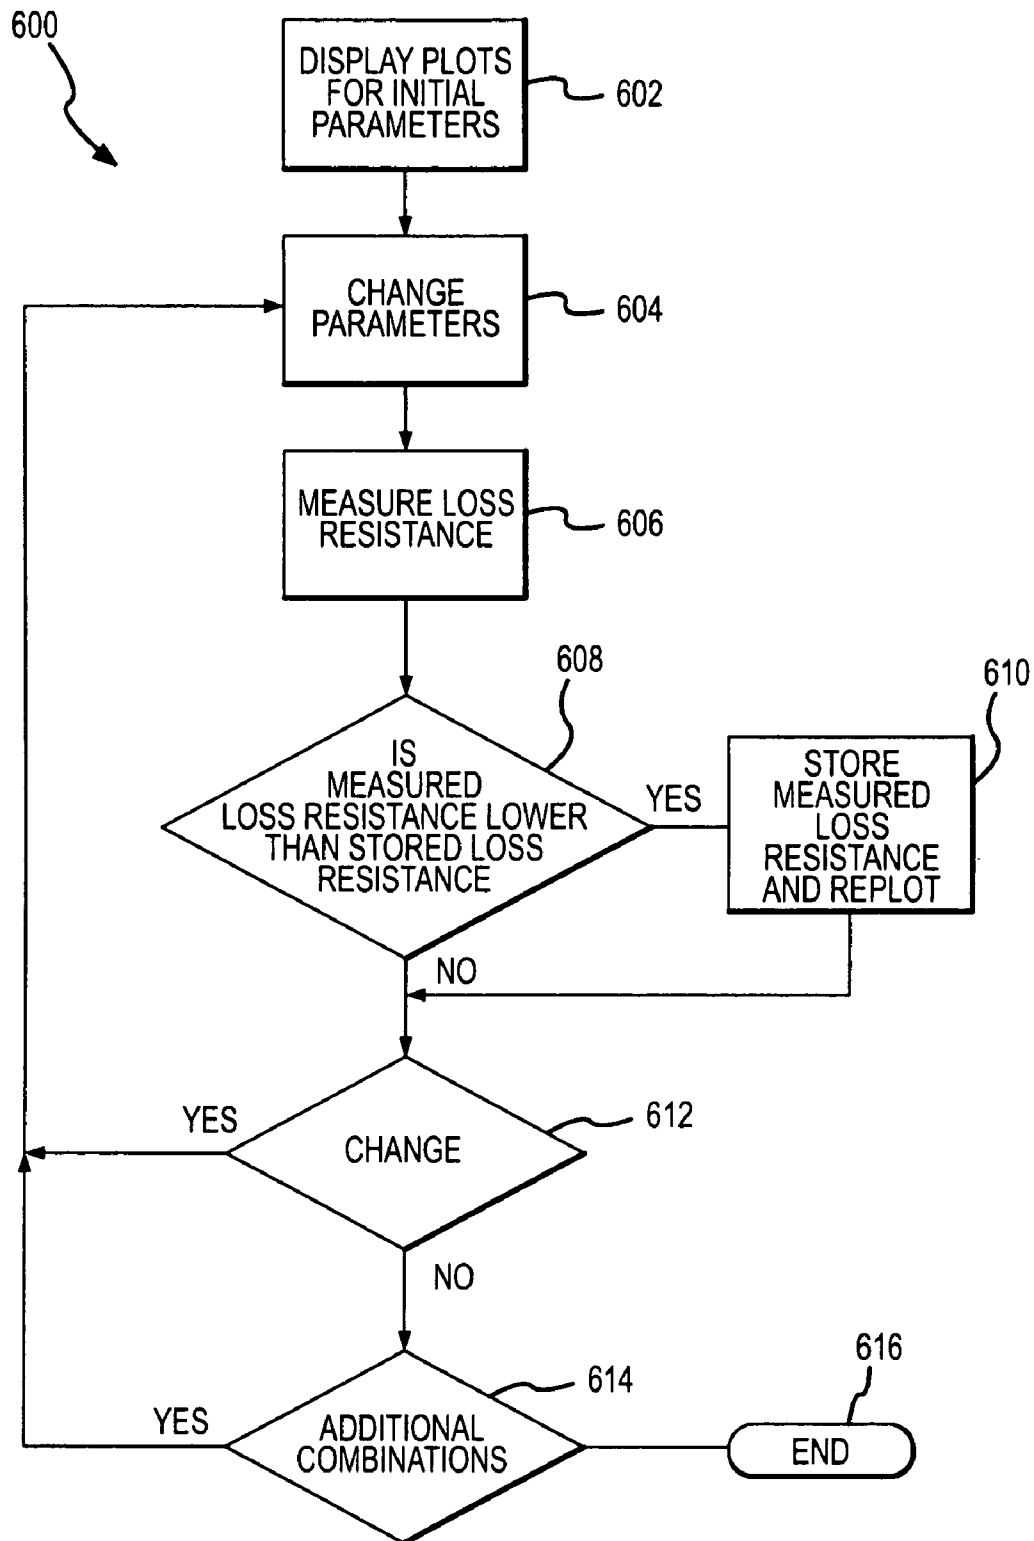 600
DISPLAY PLOTS
FOR INITIAL
PARAMETERS
602
CHANGE
PARAMETERS
604
MEASURE LOSS
RESISTANCE
606
608
IS
MEASURED
LOSS RESISTANCE LOWER
THAN STORED LOSS
RESISTANCE
YES
610
STORE
MEASURED
LOSS
RESISTANCE
AND REPLOT
NO
YES
CHANGE
612
NO
YES
ADDITIONAL
COMBINATIONS
614
616
END